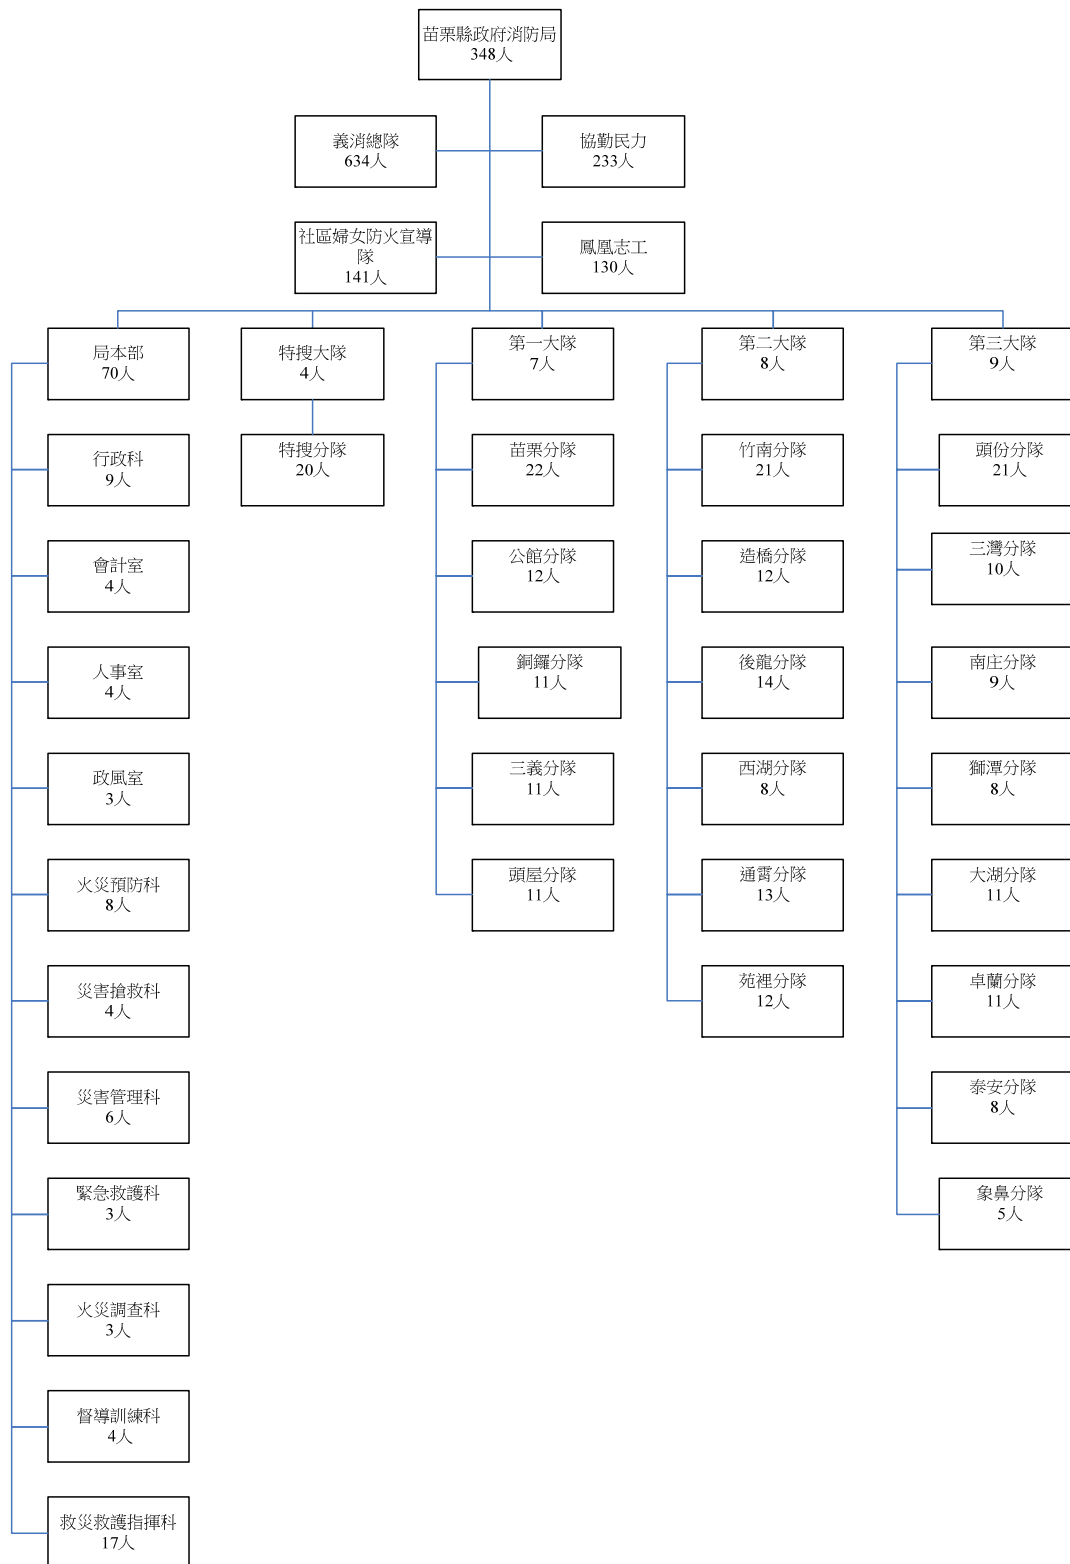 苗栗縣政府消防局
348人
義消總隊
634人
協勤民力
233人
社區婦女防火宣導
隊
141人
鳳凰志工
130人
局本部
70人
特搜大隊
4人
第一大隊
7人
第二大隊
8人
第三大隊
9人
行政科
9人
特搜分隊
20人
苗栗分隊
22人
竹南分隊
21人
頭份分隊
21人
會計室
4人
公館分隊
12人
造橋分隊
12人
三灣分隊
10人
人事室
4人
銅鑼分隊
11人
後龍分隊
14人
南庄分隊
9人
政風室
3人
三義分隊
11人
西湖分隊
8人
獅潭分隊
8人
火災預防科
8人
頭屋分隊
11人
通霄分隊
13人
大湖分隊
11人
災害搶救科
4人
苑裡分隊
12人
卓蘭分隊
11人
災害管理科
6人
泰安分隊
8人
緊急救護科
3人
象鼻分隊
5人
火災調查科
3人
督導訓練科
4人
救災救護指揮科
17人